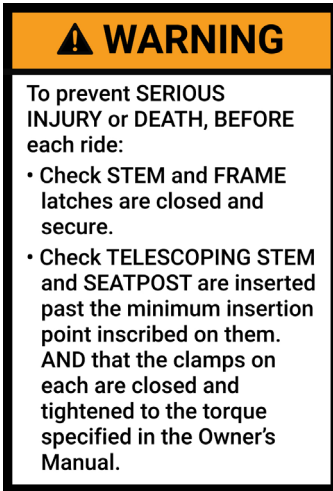 WARNING
To prevent SERIOUS
INJURY or DEATH, BEFORE
each ride:
• Check STEM and FRAME
latches are closed and
secure.
• Check TELESCOPING STEM
and SEATPOST are inserted
past the minimum insertion
point inscribed on them.
AND that the clamps on
each are closed and
tightened to the torque
specified in the Owner’s
Manual.